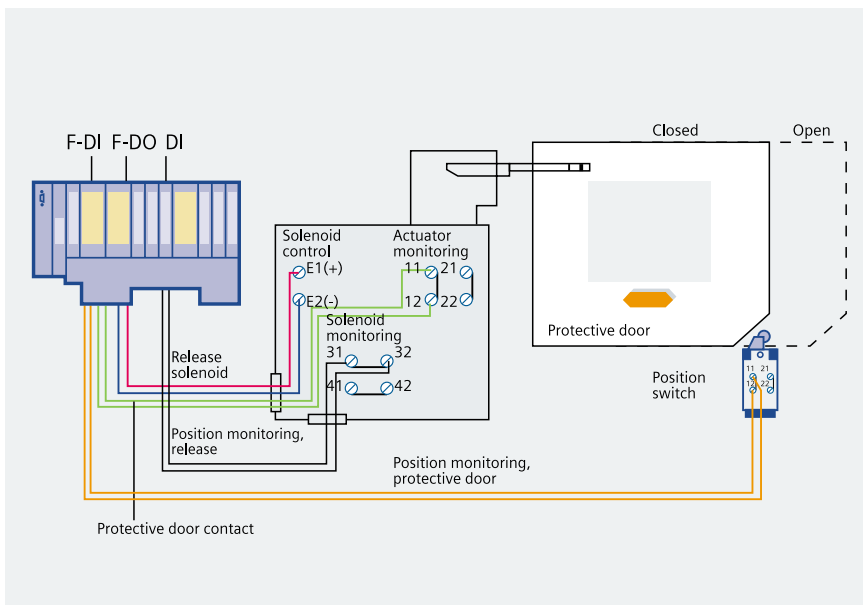 Closed Open
F-DI F-DO DI
Solenoid
control
Actuator
monitoring
E1(+)
11 21
E2(-)
12 22
Solenoid
monitoring
31 32
41 42
Protective door
Release
solenoid
Position
switch
11 21
12 22
Position monitoring,
release
Position monitoring,
protective door
Protective door contact